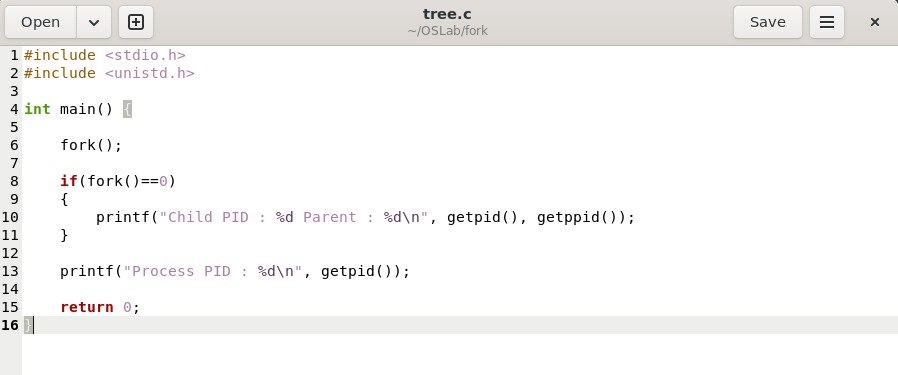 Open
tree.c
~/OSLab/fork
Save
1 #include <stdio.h>
2 #include <unistd.h>
3
4 int main() {
5
6     fork();
7
8     if(fork()==0)
9     {
10         printf("Child PID : %d Parent : %d\n", getpid(), getppid());
11     }
12
13     printf("Process PID : %d\n", getpid());
14
15     return 0;
16 }